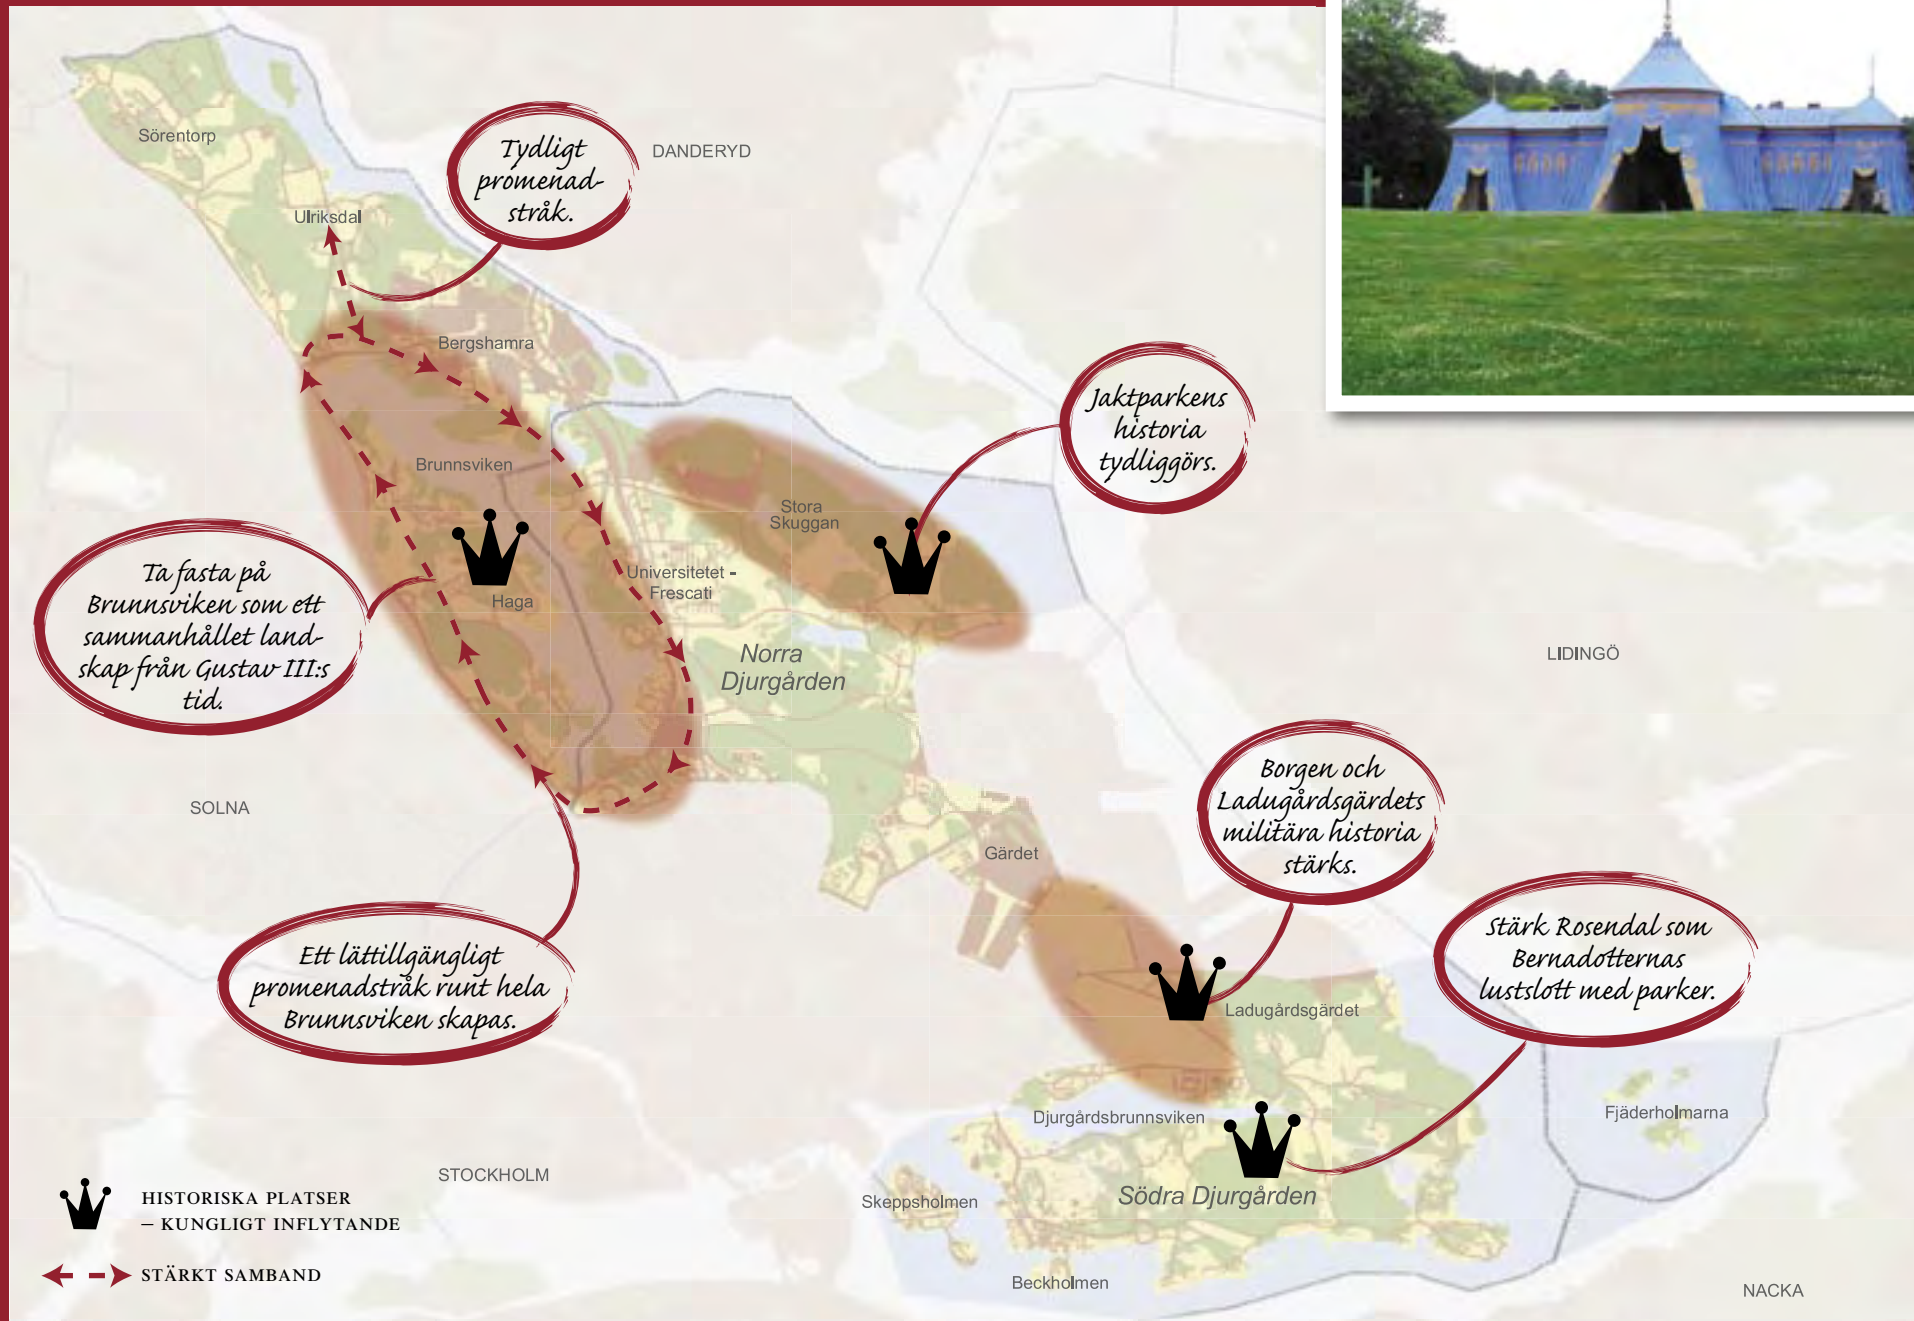 Sörentorp
Tydligt
promenad-
stråk.
DANDERYD
Ulriksdal
Bergshamra
Jaktparkens
historia
tydliggörs.
Brunnsviken
Stora
Skuggan
Ta fasta på
Brunnsviken som ett
sammanhållet land-
skap från Gustav III:s
tid.
Universitetet -
Frescati
Haga
Norra
Djurgården
LIDINGÖ
SOLNA
Borgen och
Ladugårdsgärdets
militära historia
stärks.
Gärdet
Stärk Rosendal som
Bernadotternas
lustslott med parker.
Ett lättillgängligt
promenadstråk runt hela
Brunnsviken skapas.
Ladugårdsgärdet
Djurgårdsbrunnsviken
Fjäderholmarna
STOCKHOLM
Södra Djurgården
Skeppsholmen
HISTORISKA PLATSER
– KUNGLIGT INFLYTANDE
STÄRKT SAMBAND
Beckholmen
NACKA